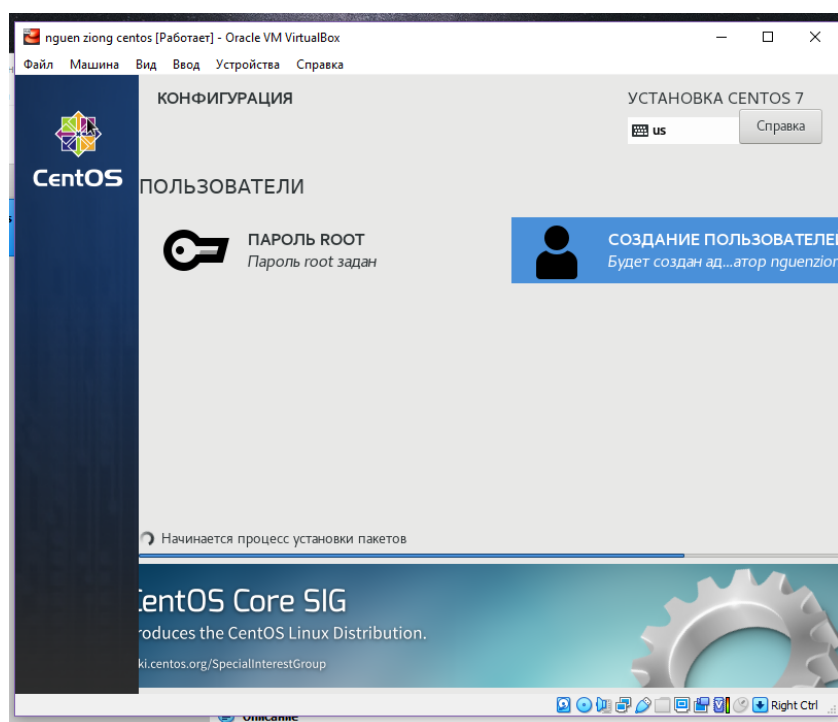 nguen ziong centos [Работает] - Oracle VM VirtualBox
Файл Машина Вид Ввод Устройства Справка
КОНФИГУРАЦИЯ
УСТАНОВКА CENTOS 7
us
Справка
CentOS
ПОЛЬЗОВАТЕЛИ
ПАРОЛЬ ROOT
Пароль root задан
СОЗДАНИЕ ПОЛЬЗОВАТЕЛЕ
Будет создан ад...атор nguenzion
Начинается процесс установки пакетов
CentOS Core SIG
roduces the CentOS Linux Distribution.
ki.centos.org/SpecialInterestGroup
Right Ctrl
Описание